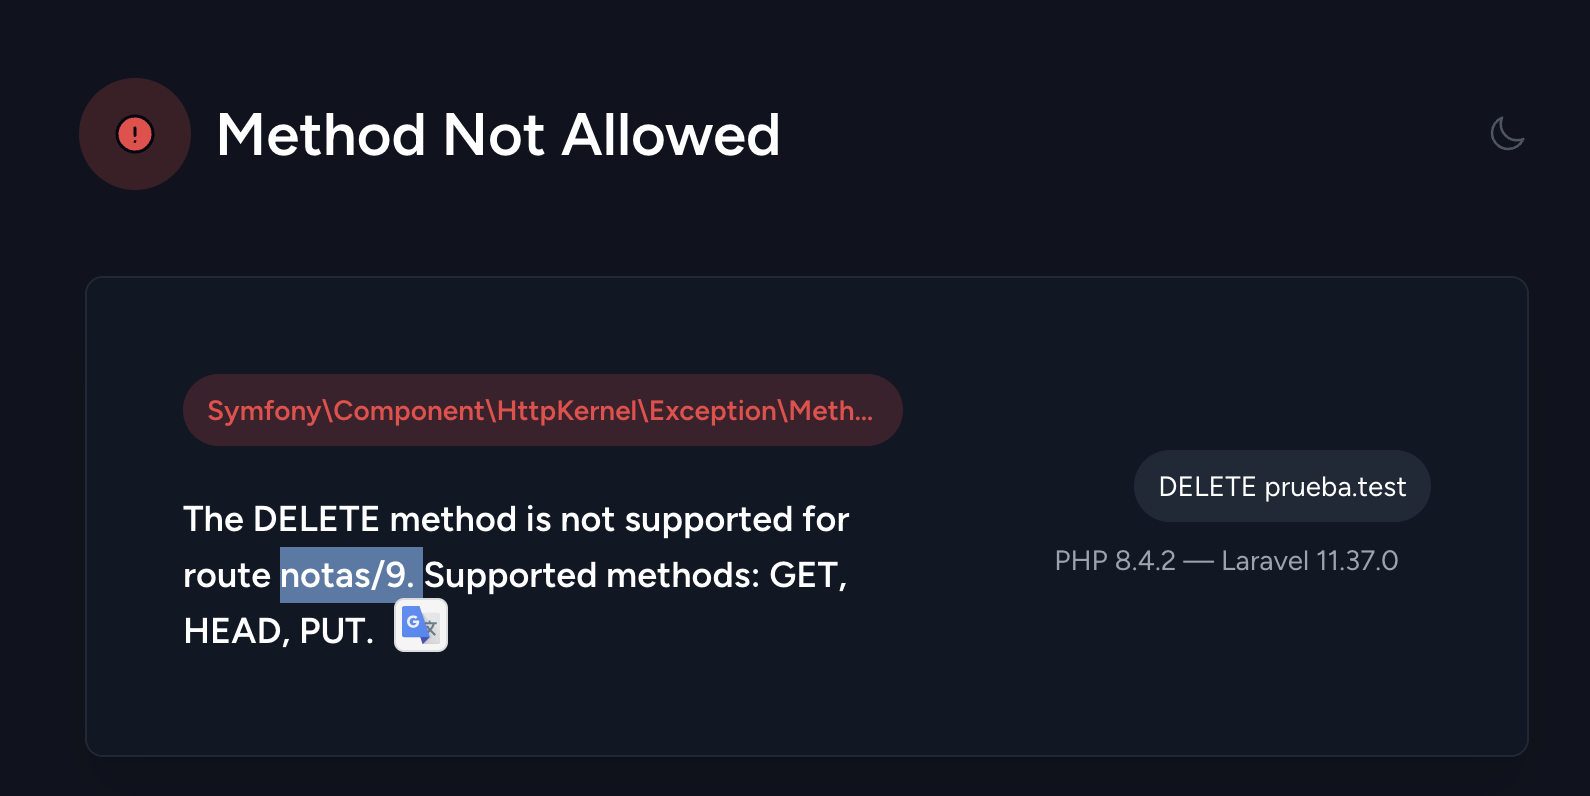 Method Not Allowed
Symfony\Component\HttpKernel\Exception\Meth...
The DELETE method is not supported for
route notas/9. Supported methods: GET,
HEAD, PUT.
DELETE prueba.test
PHP 8.4.2 — Laravel 11.37.0